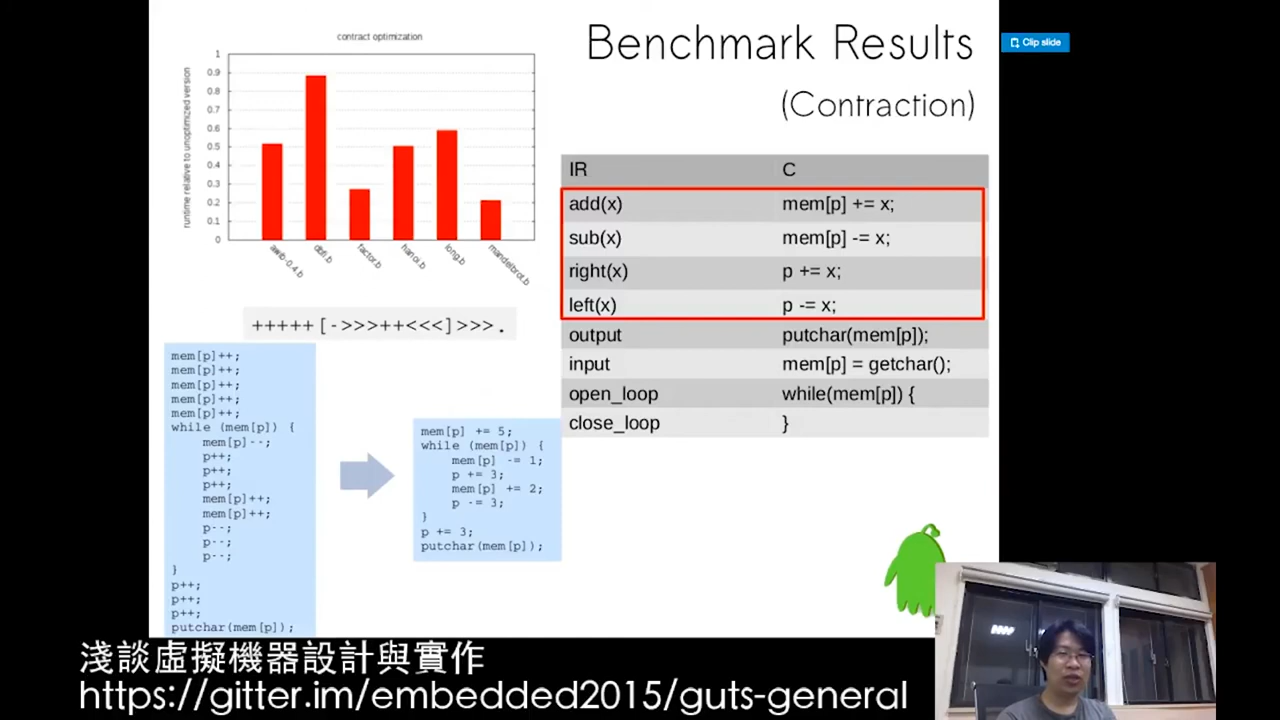 contract optimization
runtime relative to unoptimized version
1
0.9
0.8
0.7
0.6
0.5
0.4
0.3
0.2
0.1
0
awib-0.4.b
dbfi.b
factor.b
hanoi.b
long.b
mandelbrot.b
Benchmark Results
(Contraction)
Clip slide
IR C
add(x) mem[p] += x;
sub(x) mem[p] -= x;
right(x) p += x;
left(x) p -= x;
output putchar(mem[p]);
input mem[p] = getchar();
open_loop while(mem[p]) {
close_loop }
+++++[->>>++<<<]>>>.
mem[p]++;
mem[p]++;
mem[p]++;
mem[p]++;
mem[p]++;
while (mem[p]) {
mem[p]--;
p++;
p++;
p++;
mem[p]++;
mem[p]++;
p--;
p--;
p--;
}
p++;
p++;
p++;
putchar(mem[p]);
mem[p] += 5;
while (mem[p]) {
mem[p] -= 1;
p += 3;
mem[p] += 2;
p -= 3;
}
p += 3;
putchar(mem[p]);
淺談虛擬機器設計與實作
https://gitter.im/embedded2015/guts-general